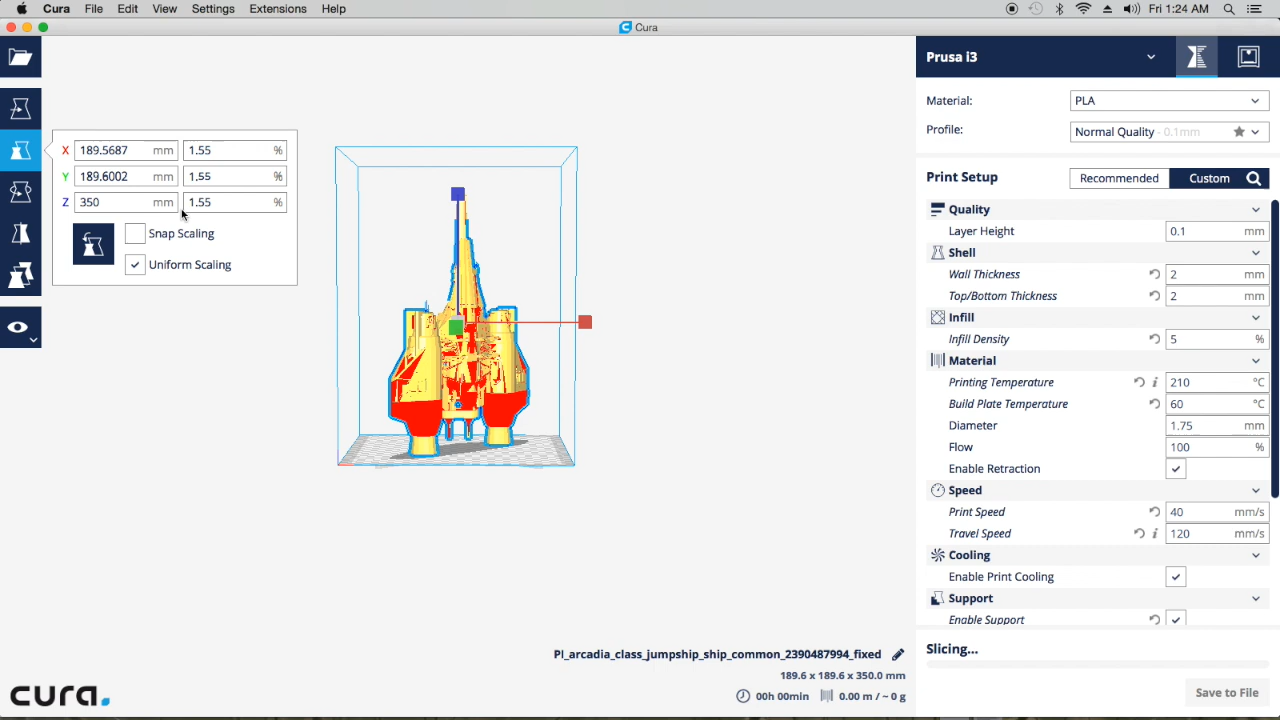 Cura File Edit View Settings Extensions Help Fri 1:24 AM
Cura
Prusa i3
Material: PLA
Profile: Normal Quality - 0.1mm
Print Setup Recommended Custom
X 189.5687 mm 1.55 %
Y 189.6002 mm 1.55 %
Z 350 mm 1.55 %
Snap Scaling
Uniform Scaling
Quality
Layer Height 0.1 mm
Shell
Wall Thickness 2 mm
Top/Bottom Thickness 2 mm
Infill
Infill Density 5 %
Material
Printing Temperature i 210 °C
Build Plate Temperature 60 °C
Diameter 1.75 mm
Flow 100 %
Enable Retraction
Speed
Print Speed 40 mm/s
Travel Speed i 120 mm/s
Cooling
Enable Print Cooling
Support
Enable Support
Slicing...
Save to File
PI_arcadia_class_jumpship_ship_common_2390487994_fixed
189.6 x 189.6 x 350.0 mm
00h 00min 0.00 m / ~ 0 g
cura.